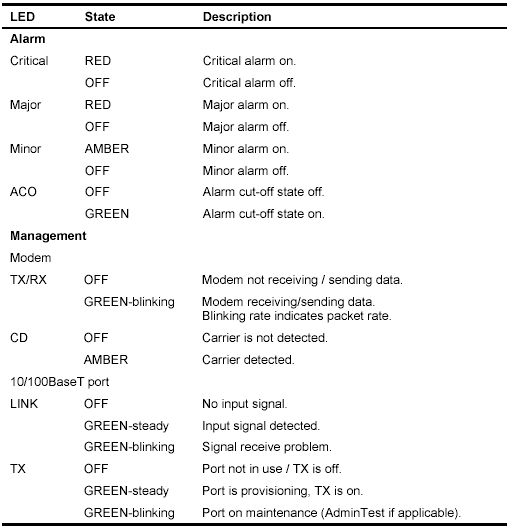 LED State Description
Alarm
Critical RED Critical alarm on.
OFF Critical alarm off.
Major RED Major alarm on.
OFF Major alarm off.
Minor AMBER Minor alarm on.
OFF Minor alarm off.
ACO OFF Alarm cut-off state off.
GREEN Alarm cut-off state on.
Management
Modem
TX/RX OFF Modem not receiving / sending data.
GREEN-blinking Modem receiving/sending data.
Blinking rate indicates packet rate.
CD OFF Carrier is not detected.
AMBER Carrier detected.
10/100BaseT port
LINK OFF No input signal.
GREEN-steady Input signal detected.
GREEN-blinking Signal receive problem.
TX OFF Port not in use / TX is off.
GREEN-steady Port is provisioning, TX is on.
GREEN-blinking Port on maintenance (AdminTest if applicable).